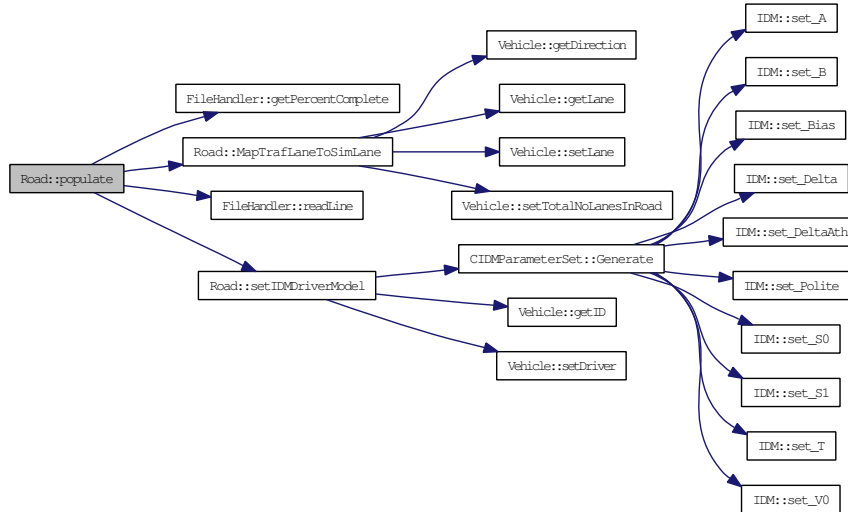 IDM::set_A
Vehicle::getDirection
IDM::set_B
FileHandler::getPercentComplete
Vehicle::getLane
IDM::set_Bias
Road::MapTrafLaneToSimLane
Vehicle::setLane
Road::populate
IDM::set_Delta
FileHandler::readLine
Vehicle::setTotalNoLanesInRoad
IDM::set_DeltaAth
CIDMParameterSet::Generate
Road::setIDMDriverModel
IDM::set_Polite
Vehicle::getID
IDM::set_S0
Vehicle::setDriver
IDM::set_S1
IDM::set_T
IDM::set_V0